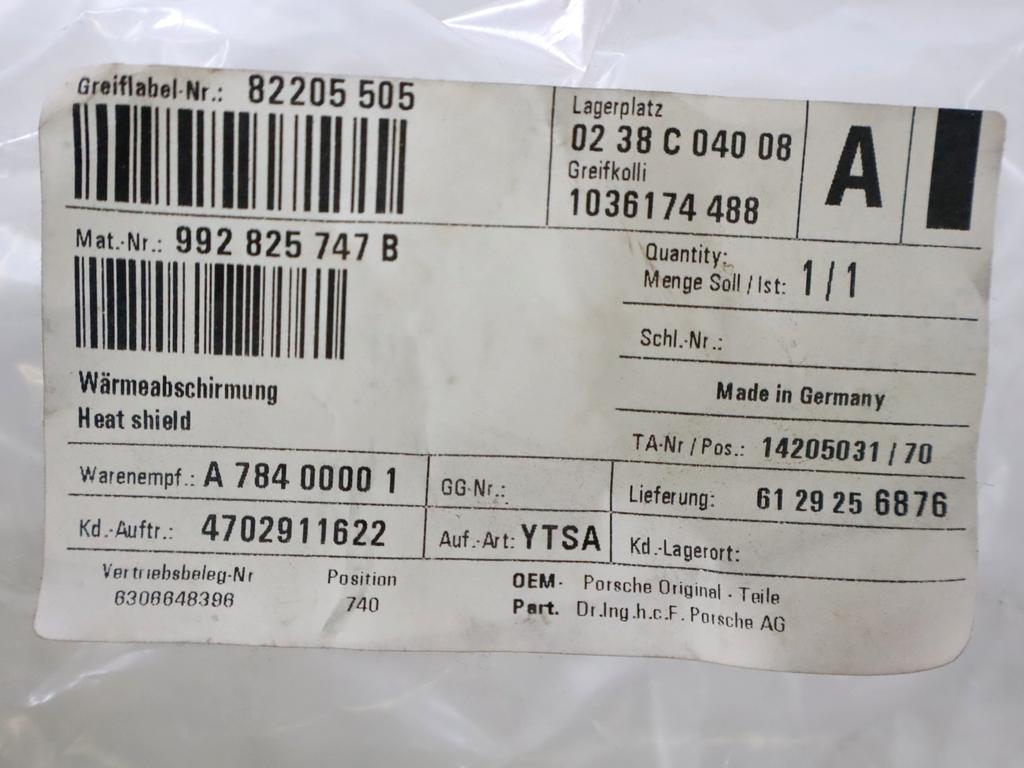 Greiflabel-Nr.: 82205 505
Lagerplatz
02 38 C 040 08
Greifkolli
1036174 488
A
Mat.-Nr.: 992 825 747 B
Quantity:
Menge Soll / Ist: 1 / 1
Schl.-Nr.:
Wärmeabschirmung
Heat shield
Made in Germany
TA-Nr / Pos.: 14205031 / 70
Warenempf.: A 784 0000 1
GG-Nr.:
Lieferung: 61 29 25 6876
Kd.-Auftr.: 4702911622
Auf.-Art: YTSA
Kd.-Lagerort:
Vertriebsbeleg-Nr
6306648396
Position
740
OEM- Porsche Original - Teile
Part. Dr.Ing.h.c.F. Porsche AG